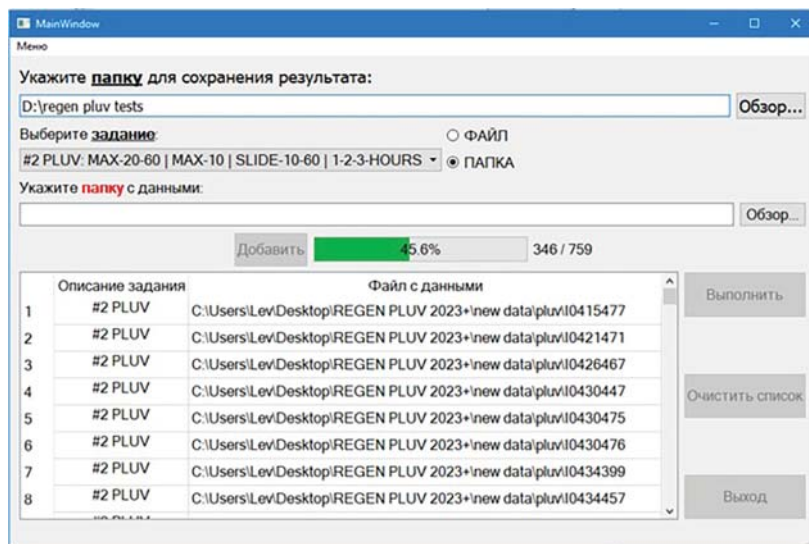 MainWindow
Меню
Укажите папку для сохранения результата:
D:\regen pluv tests
Обзор...
Выберите задание:
ФАЙЛ
#2 PLUV: MAX-20-60 | MAX-10 | SLIDE-10-60 | 1-2-3-HOURS
ПАПКА
Укажите папку с данными:
Обзор...
Добавить 45.6% 346 / 759
Описание задания Файл с данными
1 #2 PLUV C:\Users\Lev\Desktop\REGEN PLUV 2023+\new data\pluv\I0415477
2 #2 PLUV C:\Users\Lev\Desktop\REGEN PLUV 2023+\new data\pluv\I0421471
3 #2 PLUV C:\Users\Lev\Desktop\REGEN PLUV 2023+\new data\pluv\I0426467
4 #2 PLUV C:\Users\Lev\Desktop\REGEN PLUV 2023+\new data\pluv\I0430447
5 #2 PLUV C:\Users\Lev\Desktop\REGEN PLUV 2023+\new data\pluv\I0430475
6 #2 PLUV C:\Users\Lev\Desktop\REGEN PLUV 2023+\new data\pluv\I0430476
7 #2 PLUV C:\Users\Lev\Desktop\REGEN PLUV 2023+\new data\pluv\I0434399
8 #2 PLUV C:\Users\Lev\Desktop\REGEN PLUV 2023+\new data\pluv\I0434457
Выполнить
Очистить список
Выход